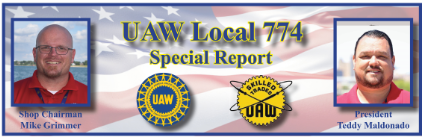 UAW Local 774
Special Report
Shop Chairman
Mike Grimmer
UAW
SKILLED TRADES
UAW
President
Teddy Maldonado